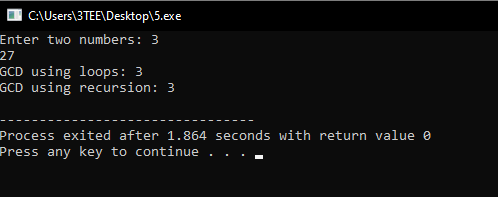 C:\Users\3TEE\Desktop\5.exe
Enter two numbers: 3
27
GCD using loops: 3
GCD using recursion: 3
--------------------------------
Process exited after 1.864 seconds with return value 0
Press any key to continue . . .